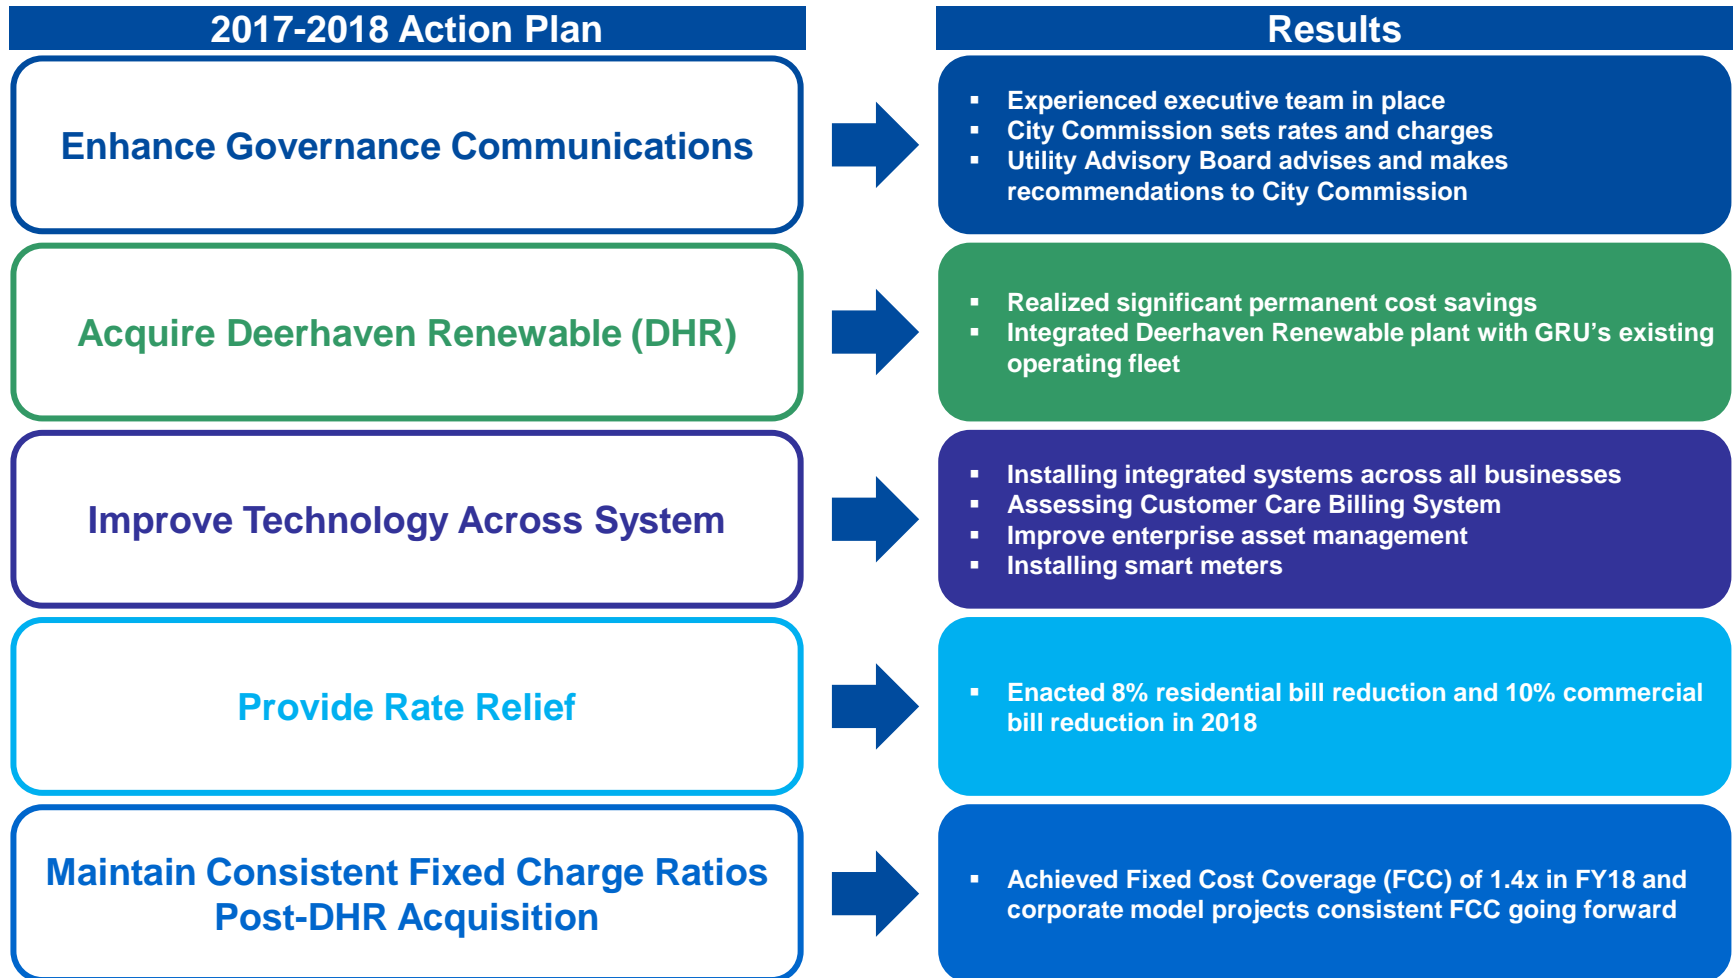 2017-2018 Action Plan
Results
Enhance Governance Communications
▪ Experienced executive team in place
▪ City Commission sets rates and charges
▪ Utility Advisory Board advises and makes
recommendations to City Commission
Acquire Deerhaven Renewable (DHR)
▪ Realized significant permanent cost savings
▪ Integrated Deerhaven Renewable plant with GRU’s existing
operating fleet
Improve Technology Across System
▪ Installing integrated systems across all businesses
▪ Assessing Customer Care Billing System
▪ Improve enterprise asset management
▪ Installing smart meters
Provide Rate Relief
▪ Enacted 8% residential bill reduction and 10% commercial
bill reduction in 2018
Maintain Consistent Fixed Charge Ratios
Post-DHR Acquisition
▪ Achieved Fixed Cost Coverage (FCC) of 1.4x in FY18 and
corporate model projects consistent FCC going forward